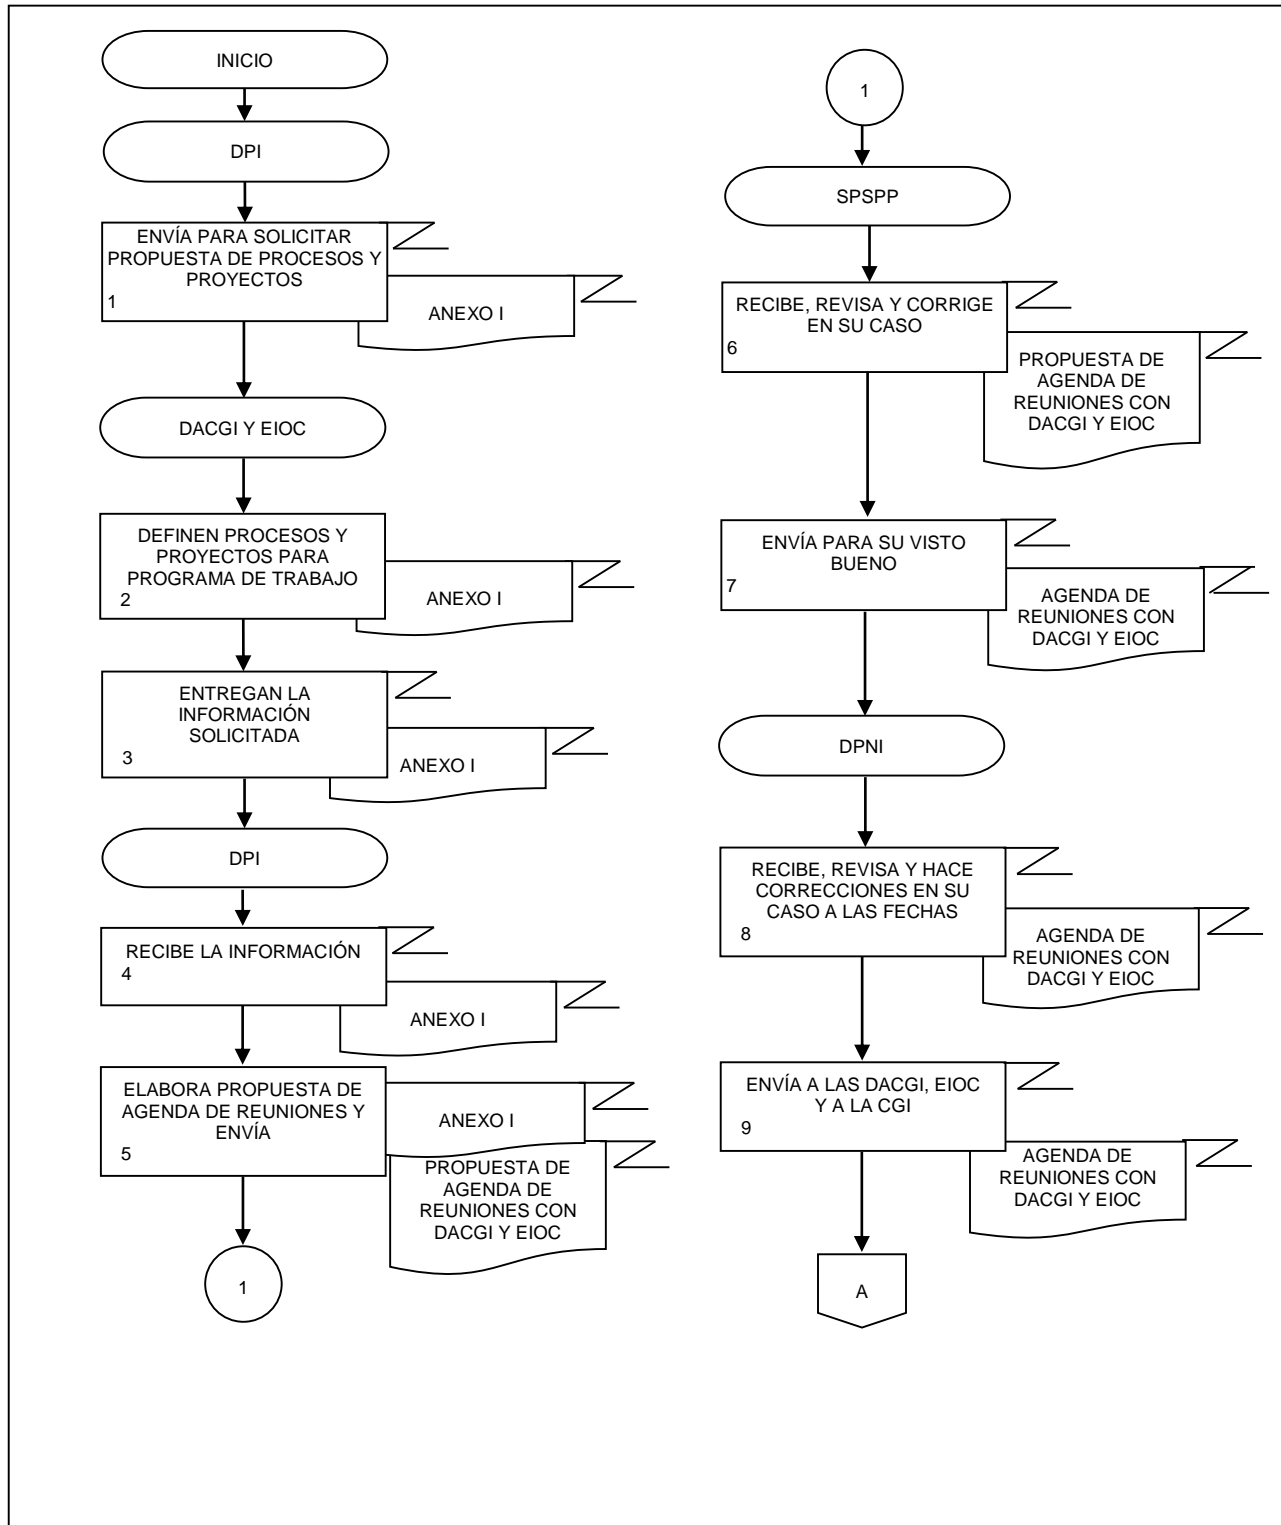 INICIO
DPI
ENVÍA PARA SOLICITAR
PROPUESTA DE PROCESOS Y
PROYECTOS
1
ANEXO I
DACGI Y EIOC
DEFINEN PROCESOS Y
PROYECTOS PARA
PROGRAMA DE TRABAJO
2
ANEXO I
ENTREGAN LA
INFORMACIÓN
SOLICITADA
3
ANEXO I
DPI
RECIBE LA INFORMACIÓN
4
ANEXO I
ELABORA PROPUESTA DE
AGENDA DE REUNIONES Y
ENVÍA
5
ANEXO I
PROPUESTA DE
AGENDA DE
REUNIONES CON
DACGI Y EIOC
1
1
SPSPP
RECIBE, REVISA Y CORRIGE
EN SU CASO
6
PROPUESTA DE
AGENDA DE
REUNIONES CON
DACGI Y EIOC
ENVÍA PARA SU VISTO
BUENO
7
AGENDA DE
REUNIONES CON
DACGI Y EIOC
DPNI
RECIBE, REVISA Y HACE
CORRECCIONES EN SU
CASO A LAS FECHAS
8
AGENDA DE
REUNIONES CON
DACGI Y EIOC
ENVÍA A LAS DACGI, EIOC
Y A LA CGI
9
AGENDA DE
REUNIONES CON
DACGI Y EIOC
A